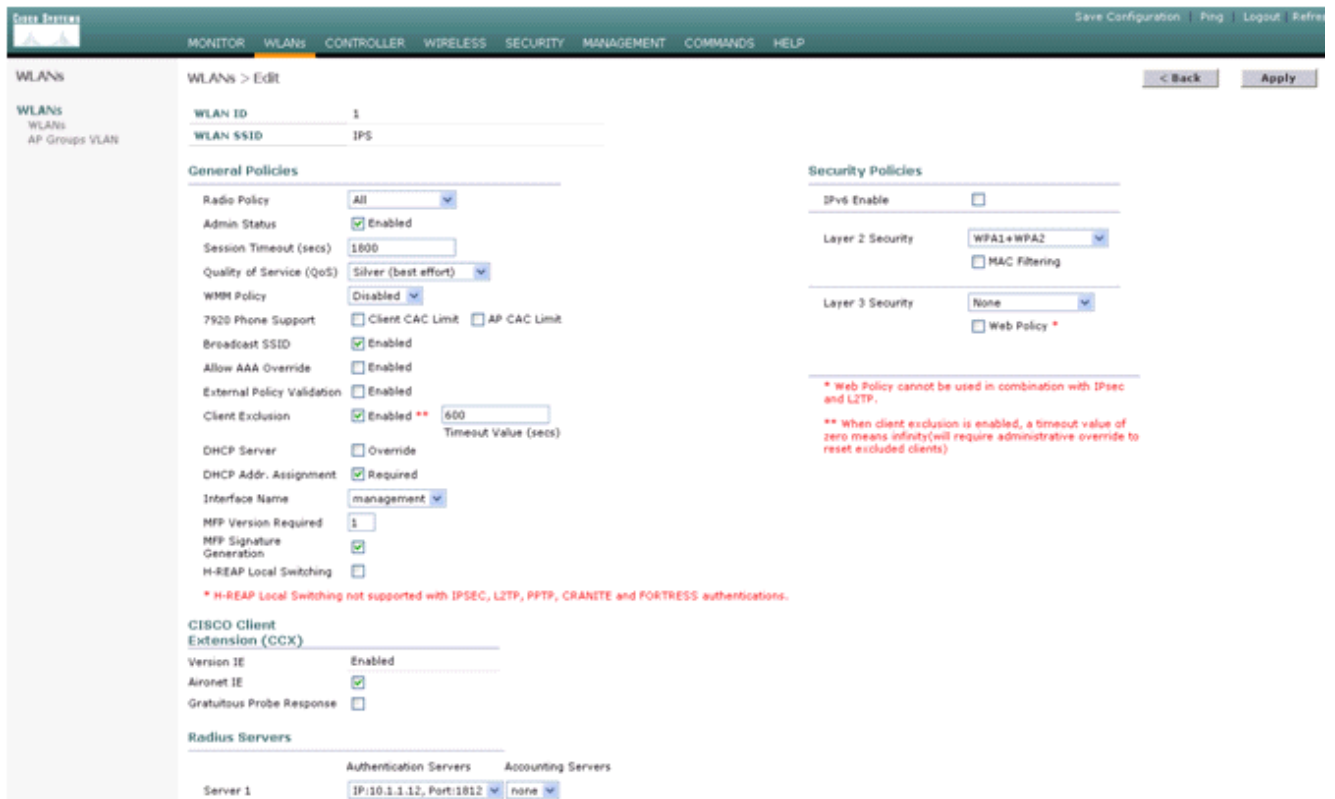 Cisco Systems
Save Configuration | Ping | Logout | Refres
MONITOR WLANs CONTROLLER WIRELESS SECURITY MANAGEMENT COMMANDS HELP
WLANs
WLANs
WLANs
AP Groups VLAN
WLANs > Edit
< Back
Apply
WLAN ID 1
WLAN SSID IPS
General Policies
Radio Policy All
Admin Status Enabled
Session Timeout (secs) 1800
Quality of Service (QoS) Silver (best effort)
WMM Policy Disabled
7920 Phone Support Client CAC Limit AP CAC Limit
Broadcast SSID Enabled
Allow AAA Override Enabled
External Policy Validation Enabled
Client Exclusion Enabled ** 600
Timeout Value (secs)
DHCP Server Override
DHCP Addr. Assignment Required
Interface Name management
MFP Version Required 1
MFP Signature
Generation
H-REAP Local Switching
* H-REAP Local Switching not supported with IPSEC, L2TP, PPTP, CRANITE and FORTRESS authentications.
CISCO Client
Extension (CCX)
Version IE Enabled
Aironet IE
Gratuitous Probe Response
Radius Servers
Authentication Servers Accounting Servers
Server 1 IP:10.1.1.12, Port:1812 none
Security Policies
IPv6 Enable
Layer 2 Security WPA1+WPA2
MAC Filtering
Layer 3 Security None
Web Policy *
* Web Policy cannot be used in combination with IPsec
and L2TP.
** When client exclusion is enabled, a timeout value of
zero means infinity(will require administrative override to
reset excluded clients)